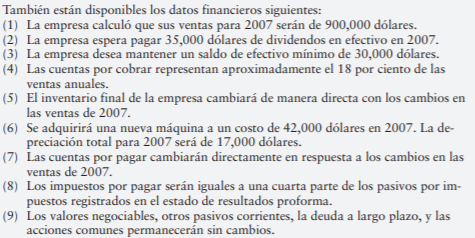 También están disponibles los datos financieros siguientes:
(1) La empresa calculó que sus ventas para 2007 serán de 900,000 dólares.
(2) La empresa espera pagar 35,000 dólares de dividendos en efectivo en 2007.
(3) La empresa desea mantener un saldo de efectivo mínimo de 30,000 dólares.
(4) Las cuentas por cobrar representan aproximadamente el 18 por ciento de las
ventas anuales.
(5) El inventario final de la empresa cambiará de manera directa con los cambios en
las ventas de 2007.
(6) Se adquirirá una nueva máquina a un costo de 42,000 dólares en 2007. La de-
preciación total para 2007 será de 17,000 dólares.
(7) Las cuentas por pagar cambiarán directamente en respuesta a los cambios en las
ventas de 2007.
(8) Los impuestos por pagar serán iguales a una cuarta parte de los pasivos por im-
puestos registrados en el estado de resultados proforma.
(9) Los valores negociables, otros pasivos corrientes, la deuda a largo plazo, y las
acciones comunes permanecerán sin cambios.